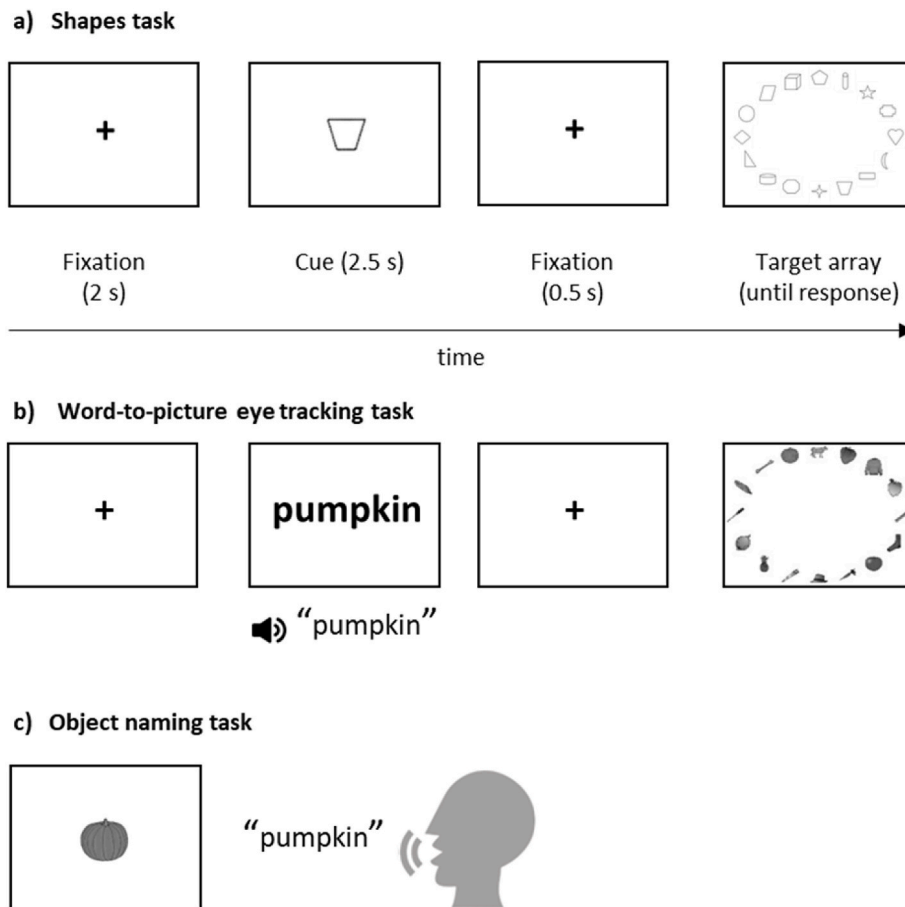 a) Shapes task
Fixation
(2 s)
Cue (2.5 s)
Fixation
(0.5 s)
Target array
(until response)
time
b) Word-to-picture eye tracking task
pumpkin
“pumpkin”
c) Object naming task
“pumpkin”